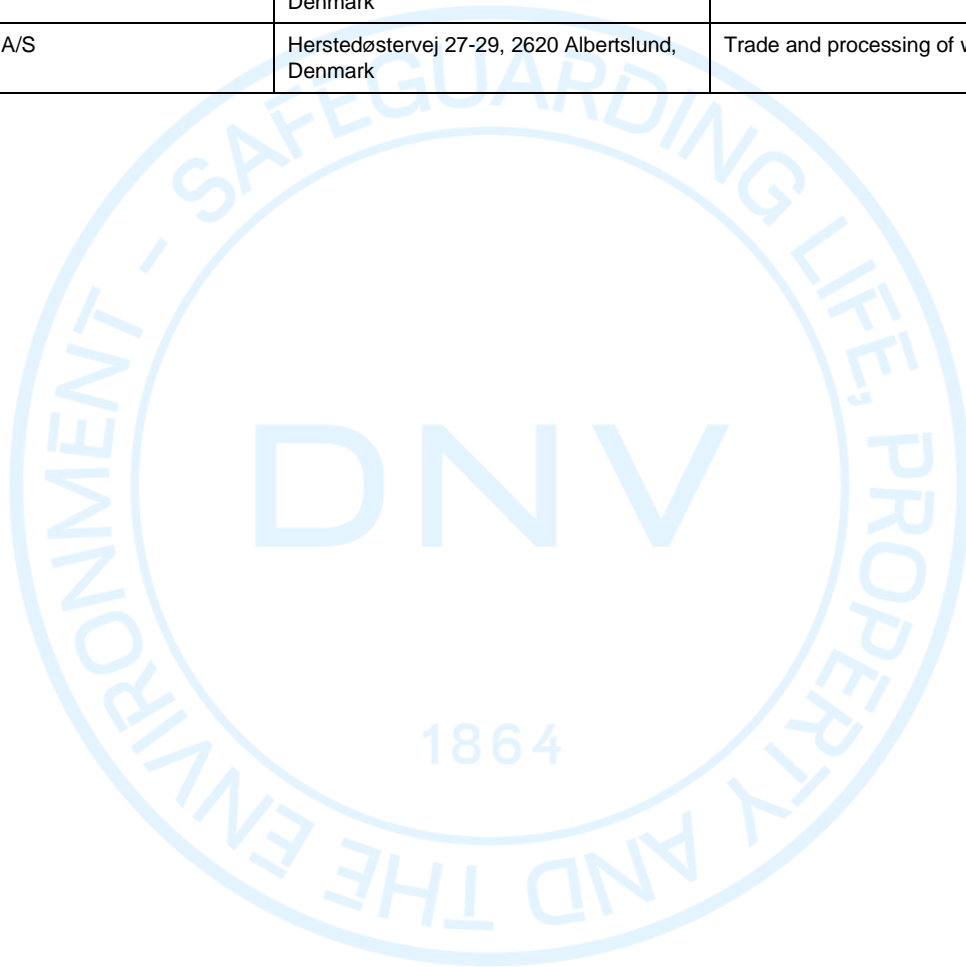 Denmark
A/S
Herstedøstervej 27-29, 2620 Albertslund,
Denmark
Trade and processing of
SAFEGUARDING LIFE, PROPERTY AND THE ENVIRONMENT -
DNV
1864